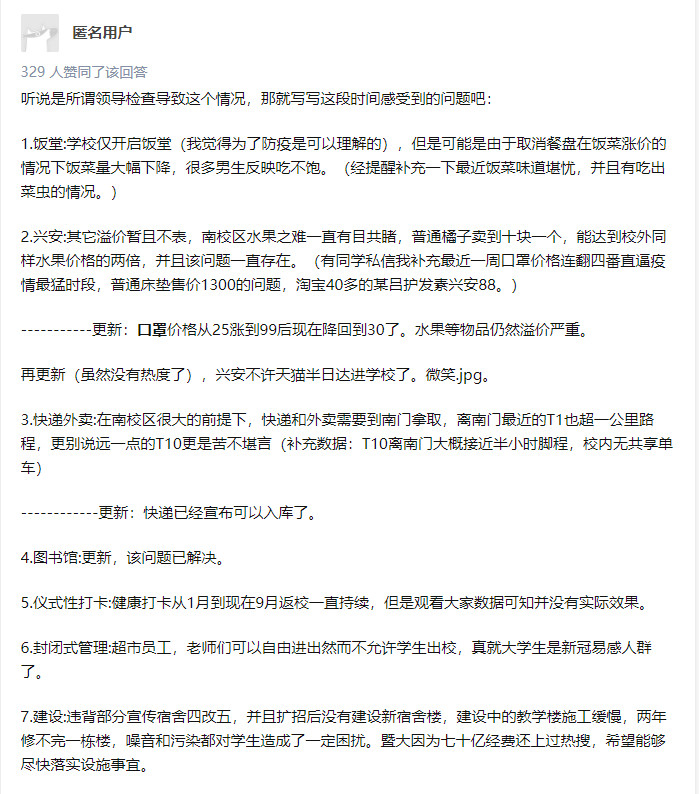 匿名用户
329 人赞同了该回答
听说是所谓领导检查导致这个情况，那就写写这段时间感受到的问题吧：
1.饭堂:学校仅开启饭堂（我觉得为了防疫是可以理解的），但是可能是由于取消餐盘在饭菜涨价的
情况下饭菜量大幅下降，很多男生反映吃不饱。（经提醒补充一下最近饭菜味道堪忧，并且有吃出
菜虫的情况。）
2.兴安:其它溢价暂且不表，南校区水果之难一直有目共睹，普通橘子卖到十块一个，能达到校外同
样水果价格的两倍，并且该问题一直存在。（有同学私信我补充最近一周口罩价格连翻四番直逼疫
情最猛时段，普通床垫售价1300的问题，淘宝40多的某吕护发素兴安88。）
-----------更新：口罩价格从25涨到99后现在降回到30了。水果等物品仍然溢价严重。
再更新（虽然没有热度了），兴安不许天猫半日达进学校了。微笑.jpg。
3.快递外卖:在南校区很大的前提下，快递和外卖需要到南门拿取，离南门最近的T1也超一公里路
程，更别说远一点的T10更是苦不堪言（补充数据：T10离南门大概接近半小时脚程，校内无共享单
车）
------------更新：快递已经宣布可以入库了。
4.图书馆:更新，该问题已解决。
5.仪式性打卡:健康打卡从1月到现在9月返校一直持续，但是观看大家数据可知并没有实际效果。
6.封闭式管理:超市员工，老师们可以自由进出然而不允许学生出校，真就大学生是新冠易感人群
了。
7.建设:违背部分宣传宿舍四改五，并且扩招后没有建设新宿舍楼，建设中的教学楼施工缓慢，两年
修不完一栋楼，噪音和污染都对学生造成了一定困扰。暨大因为七十亿经费还上过热搜，希望能够
尽快落实设施事宜。